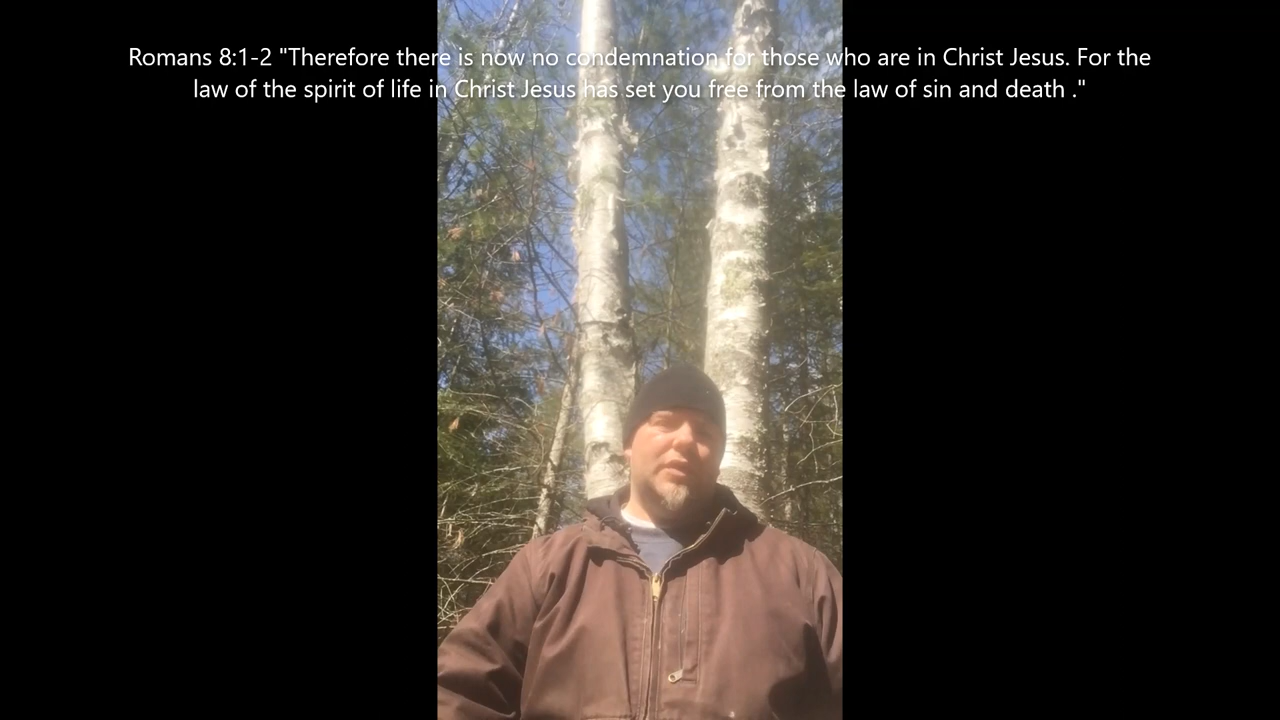 Romans 8:1-2 "Therefore there is now no condemnation for those who are in Christ Jesus. For the
law of the spirit of life in Christ Jesus has set you free from the law of sin and death ."